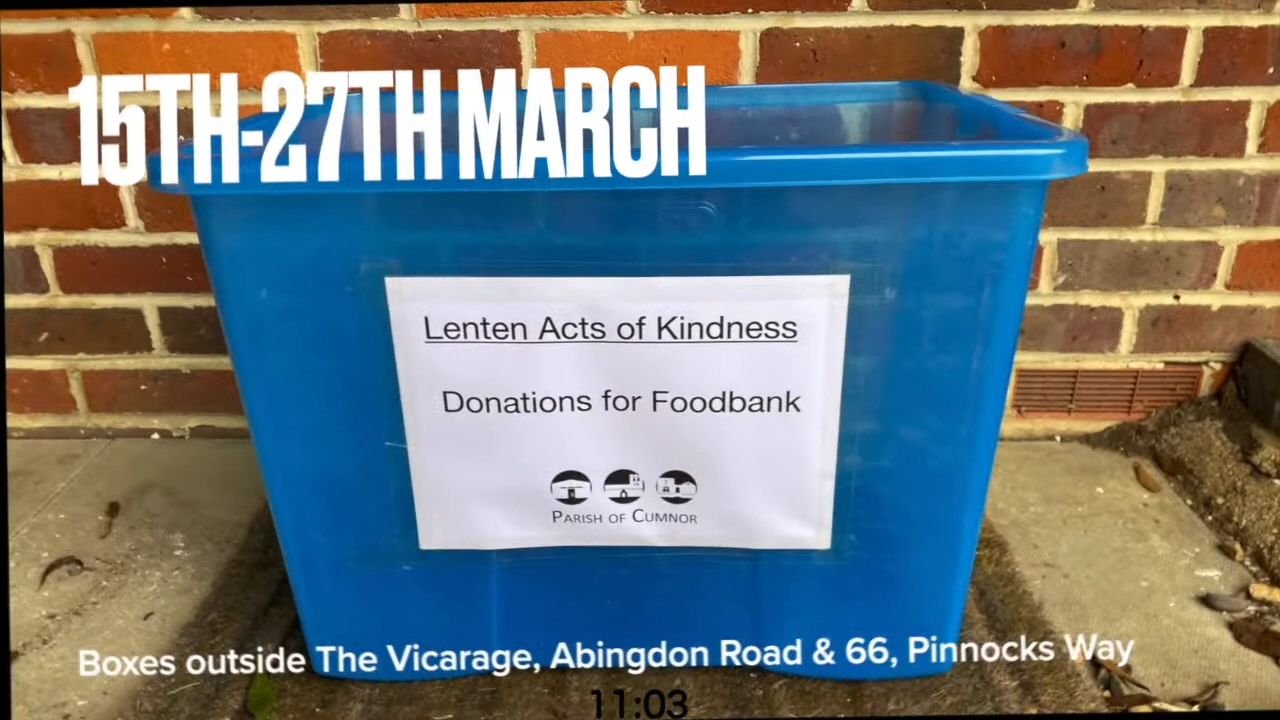 15TH-27TH MARCH
Lenten Acts of Kindness
Donations for Foodbank
PARISH OF CUMNOR
Boxes outside The Vicarage, Abingdon Road & 66, Pinnocks Way
11:03